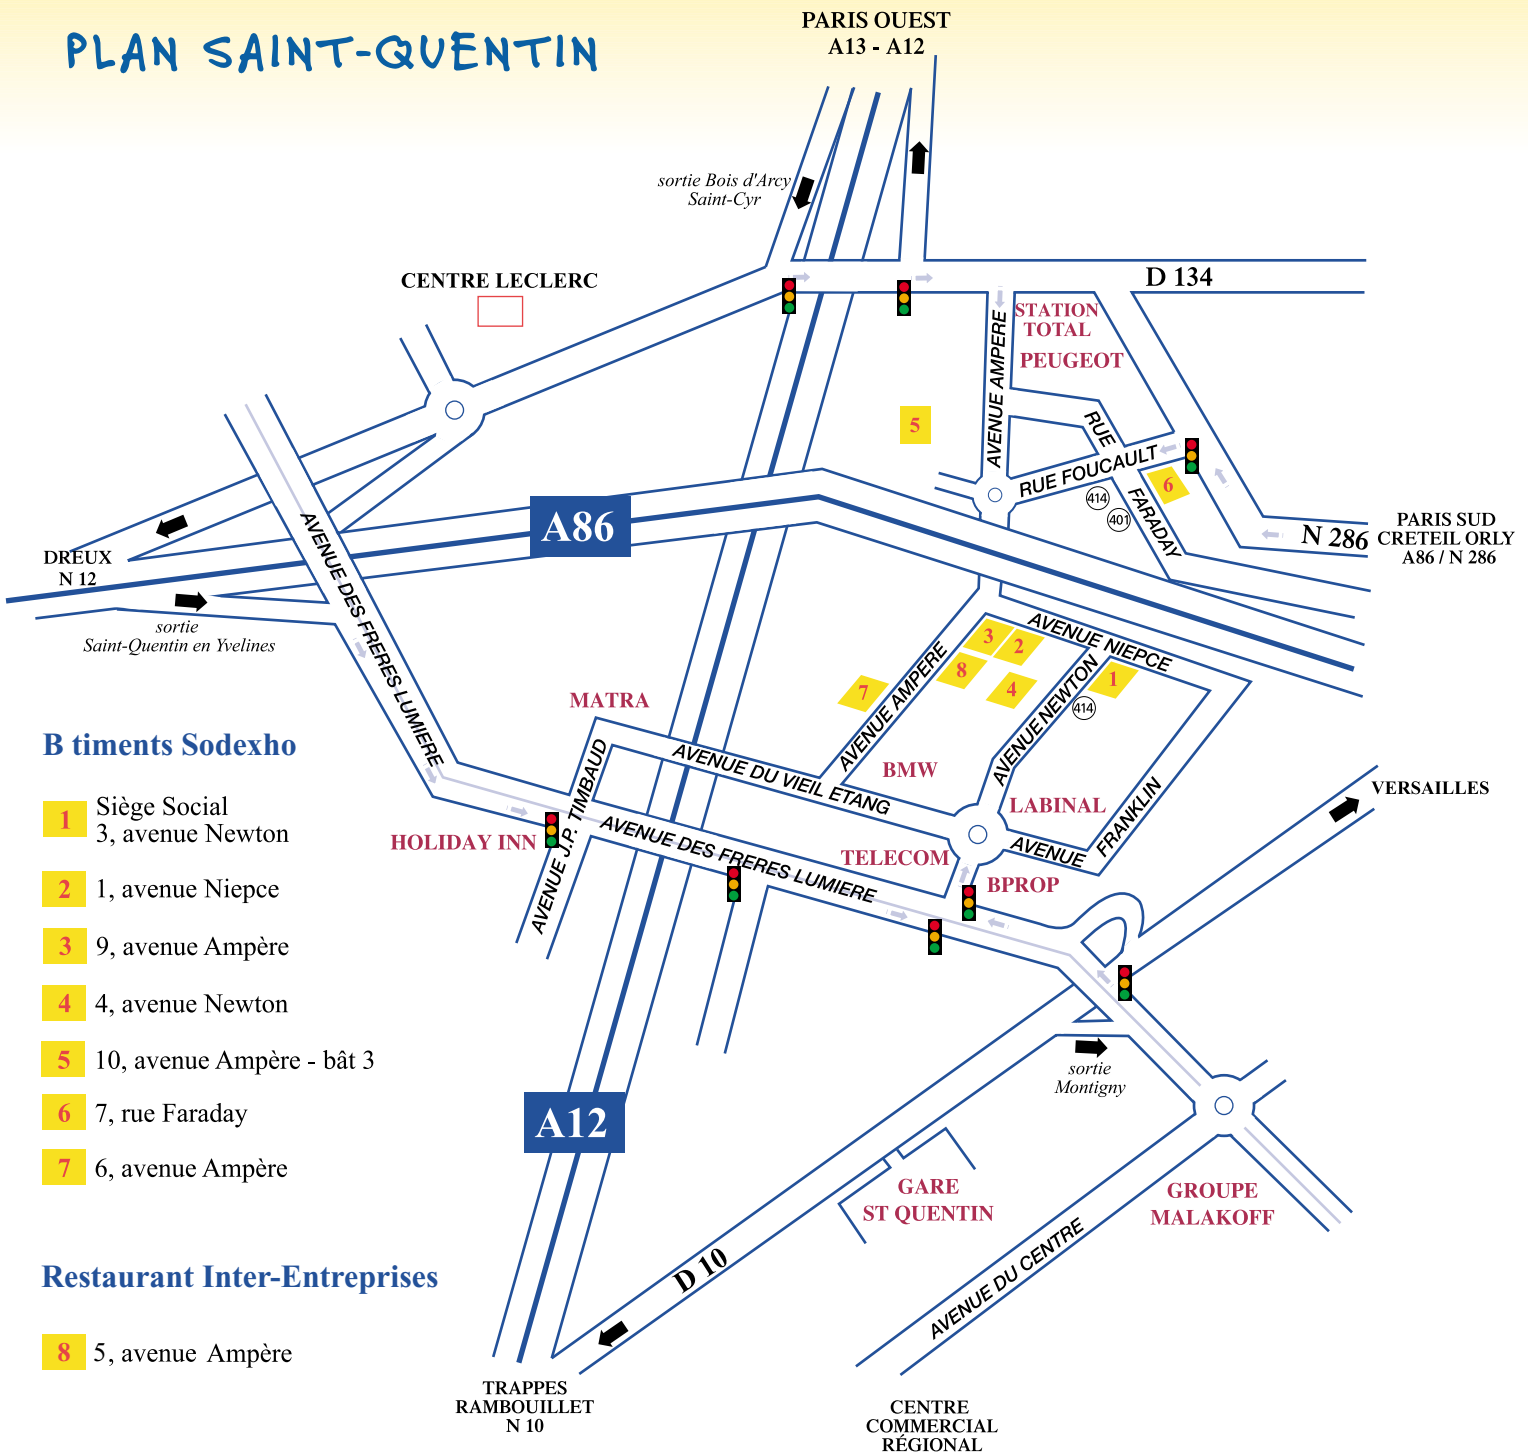 PLAN SAINT-QUENTIN
PARIS OUEST
A13 - A12
sortie Bois d'Arcy
Saint-Cyr
CENTRE LECLERC
D 134
STATION
TOTAL
PEUGEOT
AVENUE AMPERE
5
RUE
FARADAY
RUE FOUCAULT
6
414
401
N 286
PARIS SUD
CRETEIL ORLY
A86 / N 286
A86
DREUX
N 12
sortie
Saint-Quentin en Yvelines
AVENUE DES FRERES LUMIERE
AVENUE NIEPCE
3
2
8
4
1
7
414
AVENUE AMPERE
AVENUE NEWTON
MATRA
AVENUE DU VIEIL ETANG
BMW
LABINAL
AVENUE
FRANKLIN
VERSAILLES
AVENUE J.P. TIMBAUD
HOLIDAY INN
AVENUE DES FRERES LUMIERE
TELECOM
BPROP
B timents Sodexho
1
Siège Social
3, avenue Newton
2 1, avenue Niepce
3 9, avenue Ampère
4 4, avenue Newton
5 10, avenue Ampère - bât 3
6 7, rue Faraday
7 6, avenue Ampère
Restaurant Inter-Entreprises
8 5, avenue Ampère
sortie
Montigny
A12
GARE
ST QUENTIN
GROUPE
MALAKOFF
D 10
AVENUE DU CENTRE
TRAPPES
RAMBOUILLET
N 10
CENTRE
COMMERCIAL
RÉGIONAL